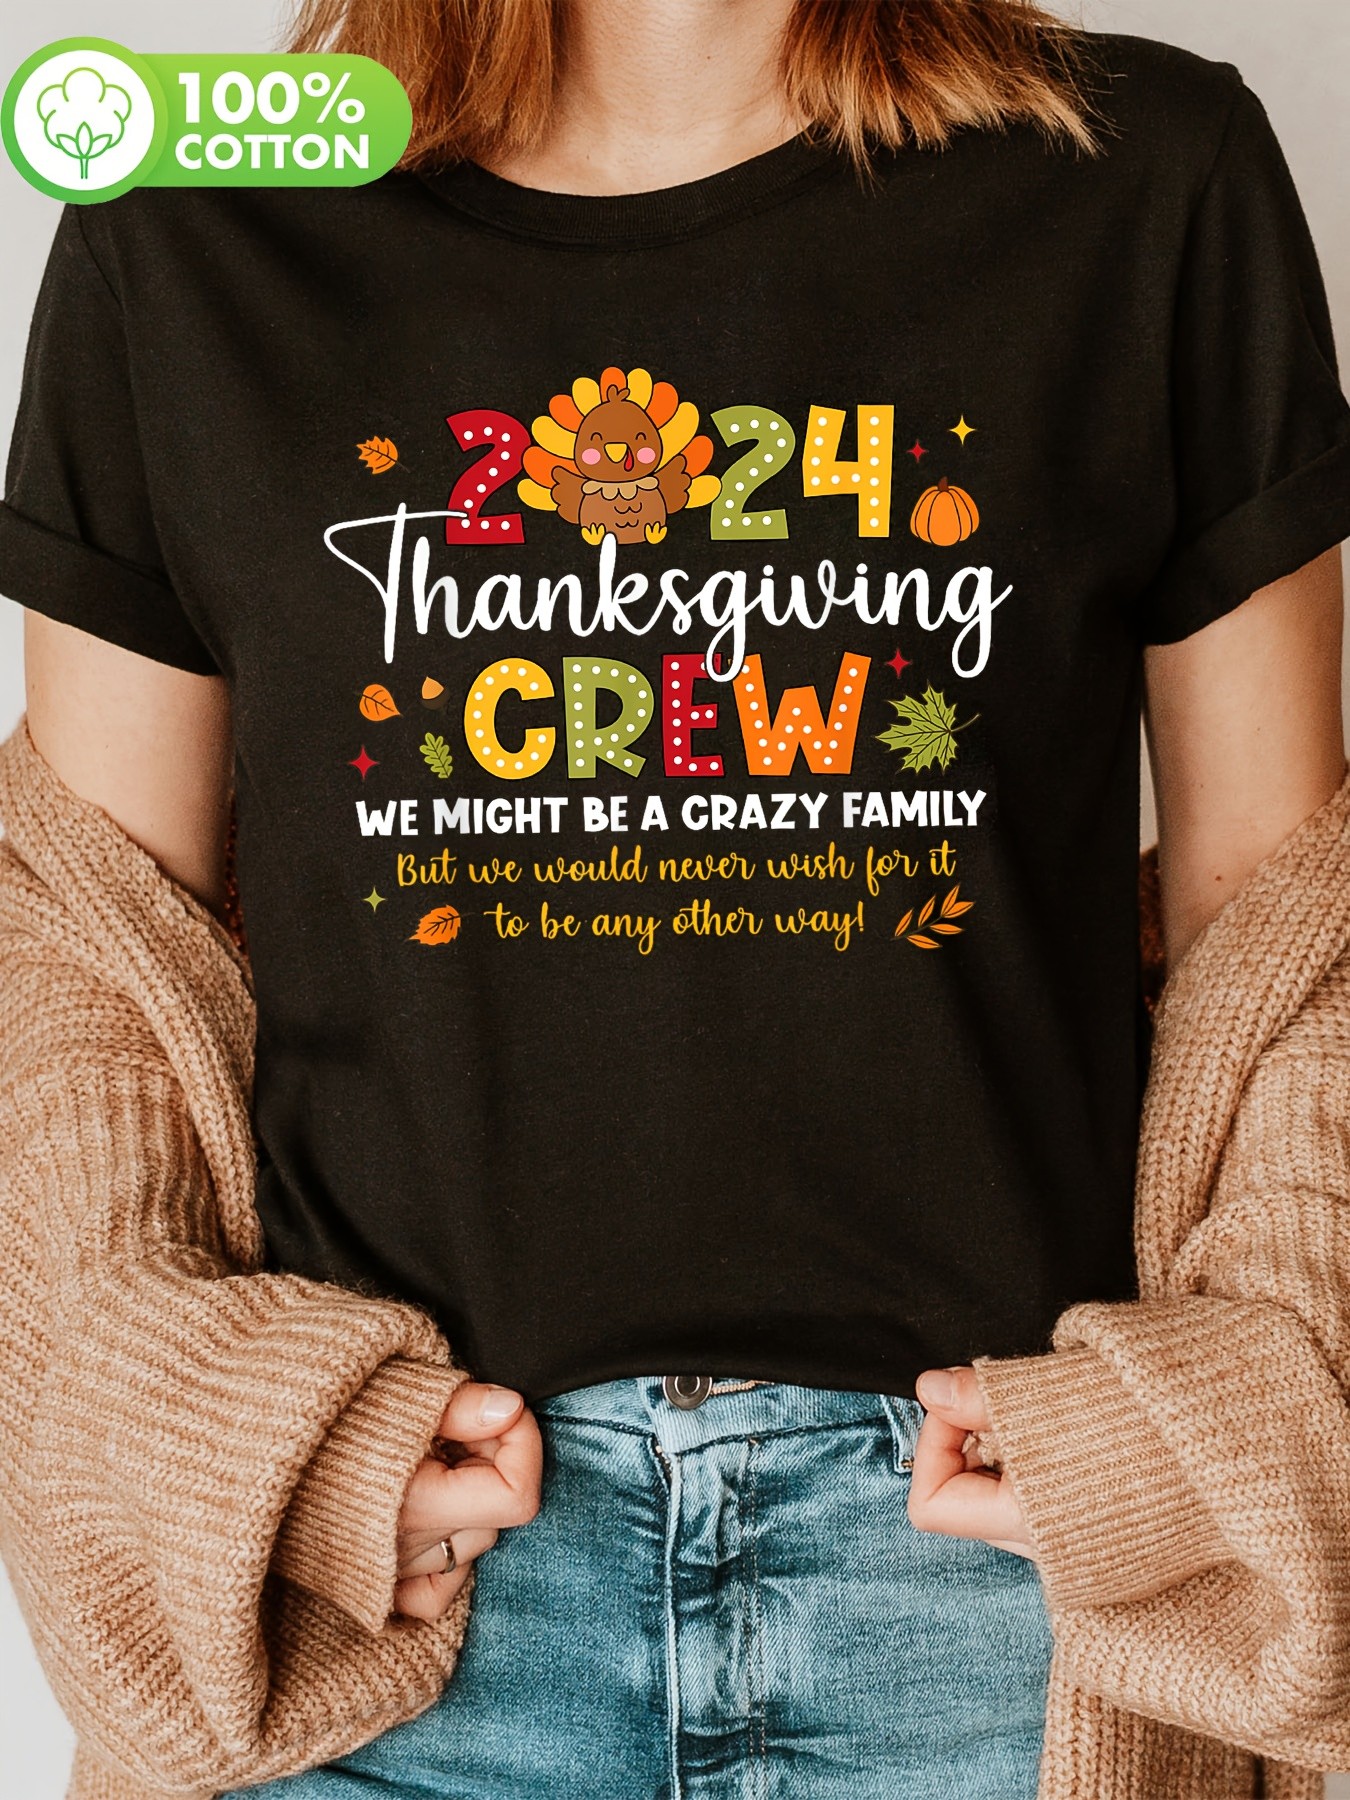 100%
COTTON
2024
Thanksgiving
CREW
WE MIGHT BE A CRAZY FAMILY
But we would never wish for it
to be any other way!